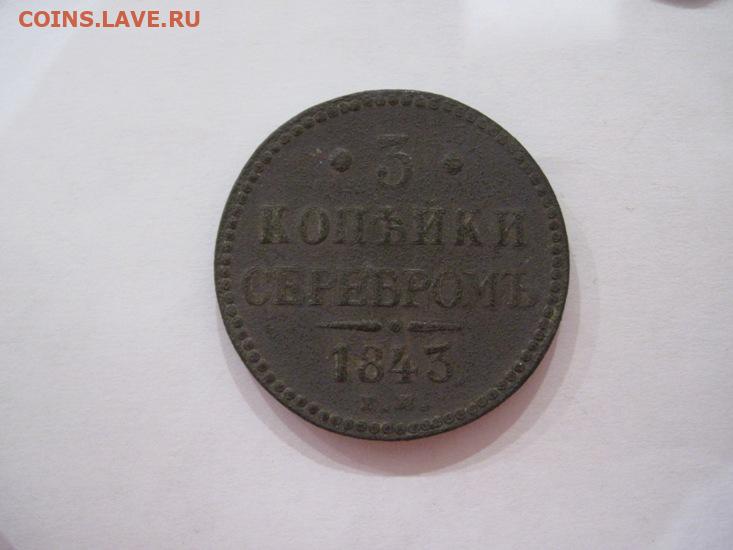 COINS.LAVE.RU
• 3 •
КОПѢЙКИ
СЕРЕБРОМЪ
1843